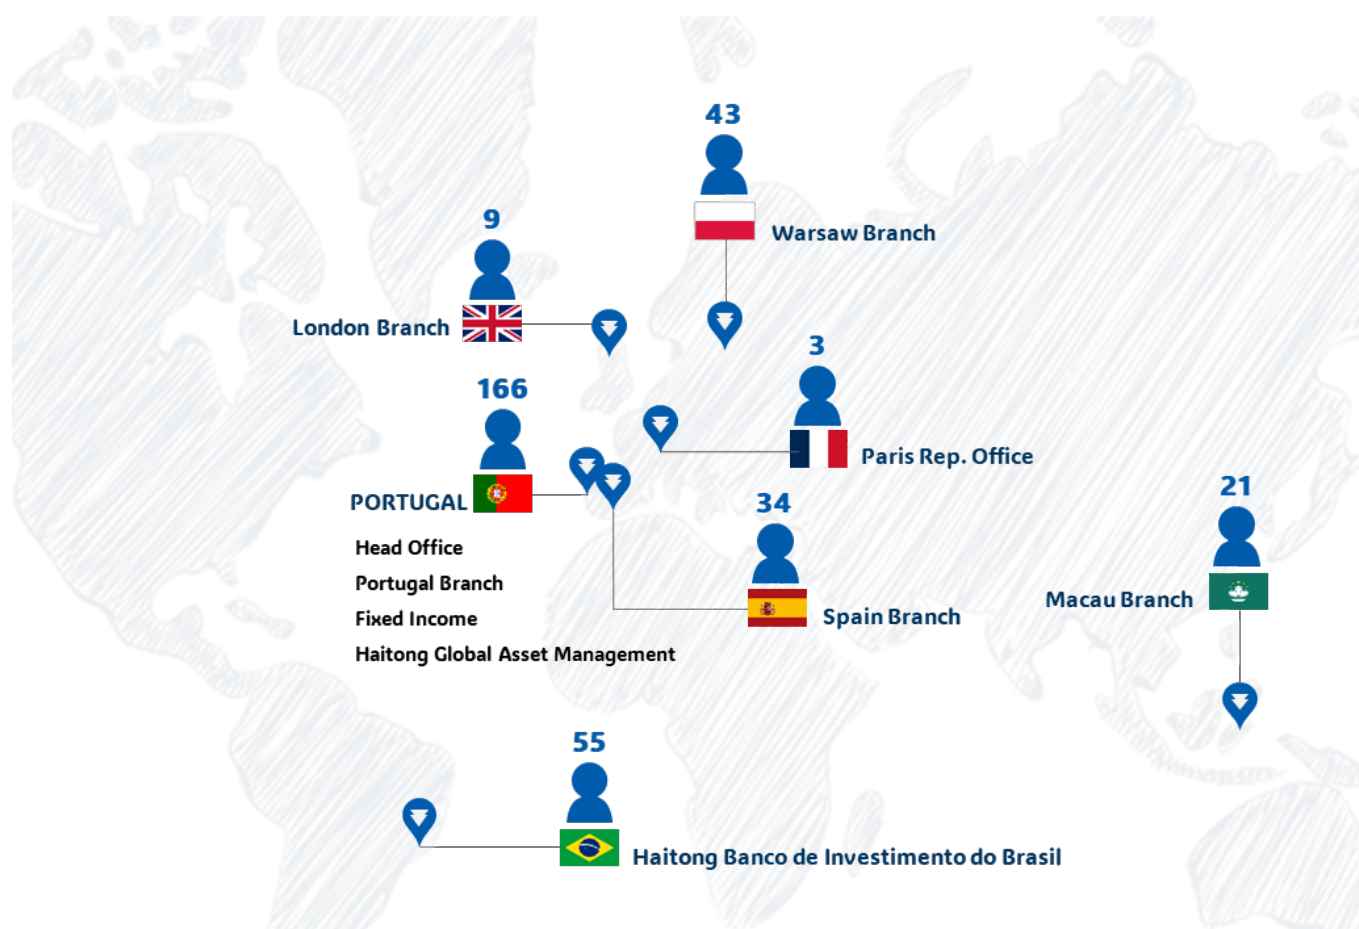 43
Warsaw Branch
9
London Branch
3
Paris Rep. Office
166
PORTUGAL
Head Office
Portugal Branch
Fixed Income
Haitong Global Asset Management
34
Spain Branch
21
Macau Branch
55
Haitong Banco de Investimento do Brasil